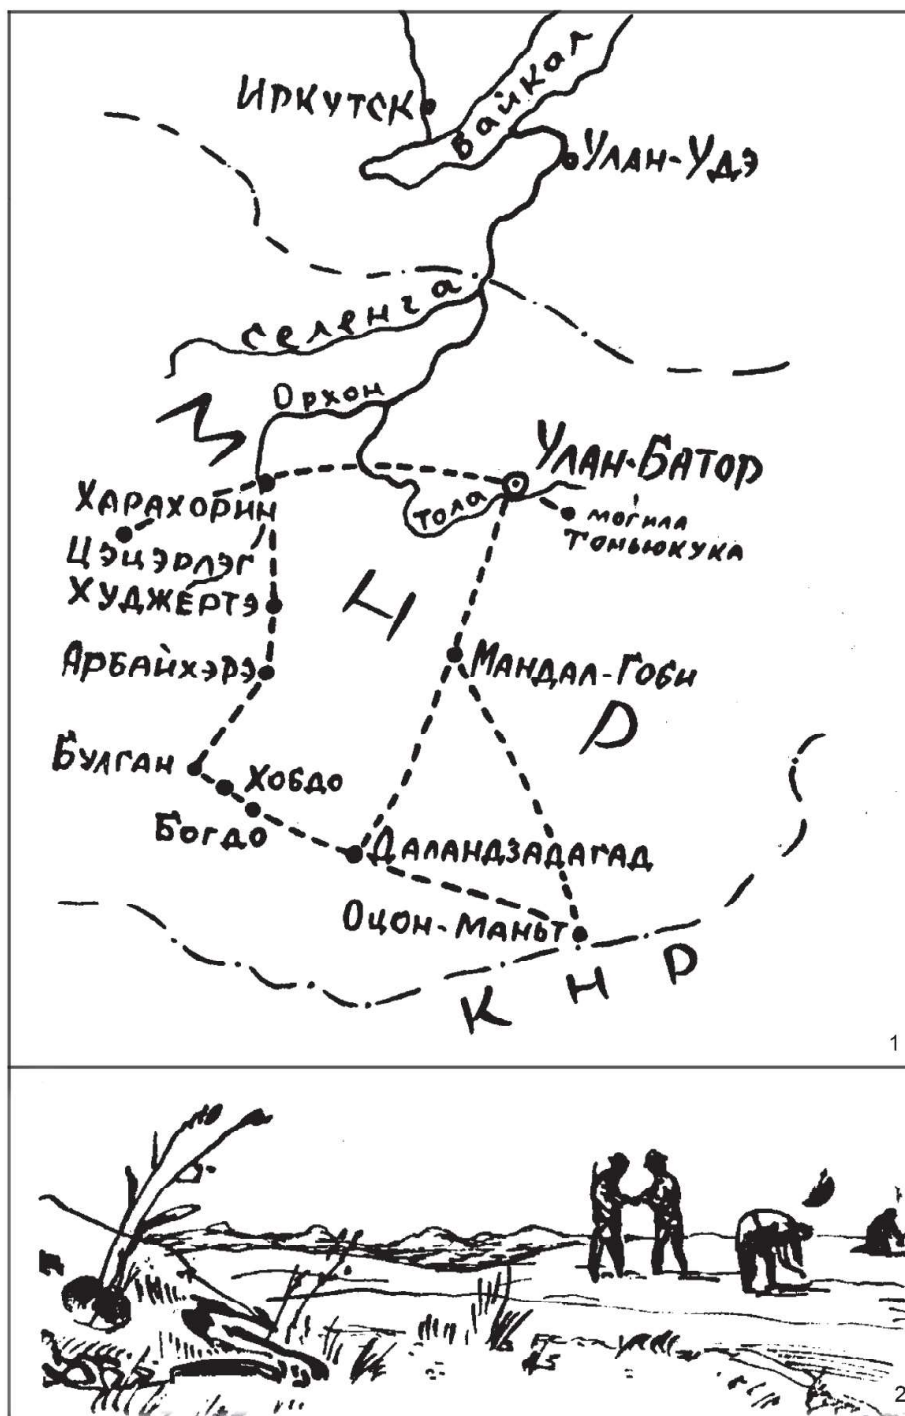 Иркутск
Байкал
Улан-Удэ
Селенга
Орхон
М
Улан-Батор
Харахорин
Тола
могила
Тоньюкука
Цэцэрлэг
Худжертэ
Н
Арбайхэрэ
Мандал-Гоби
Р
Булган
Хобдо
Богдо
Даландзадагад
Оцон-маньт
К Н Р
1
2